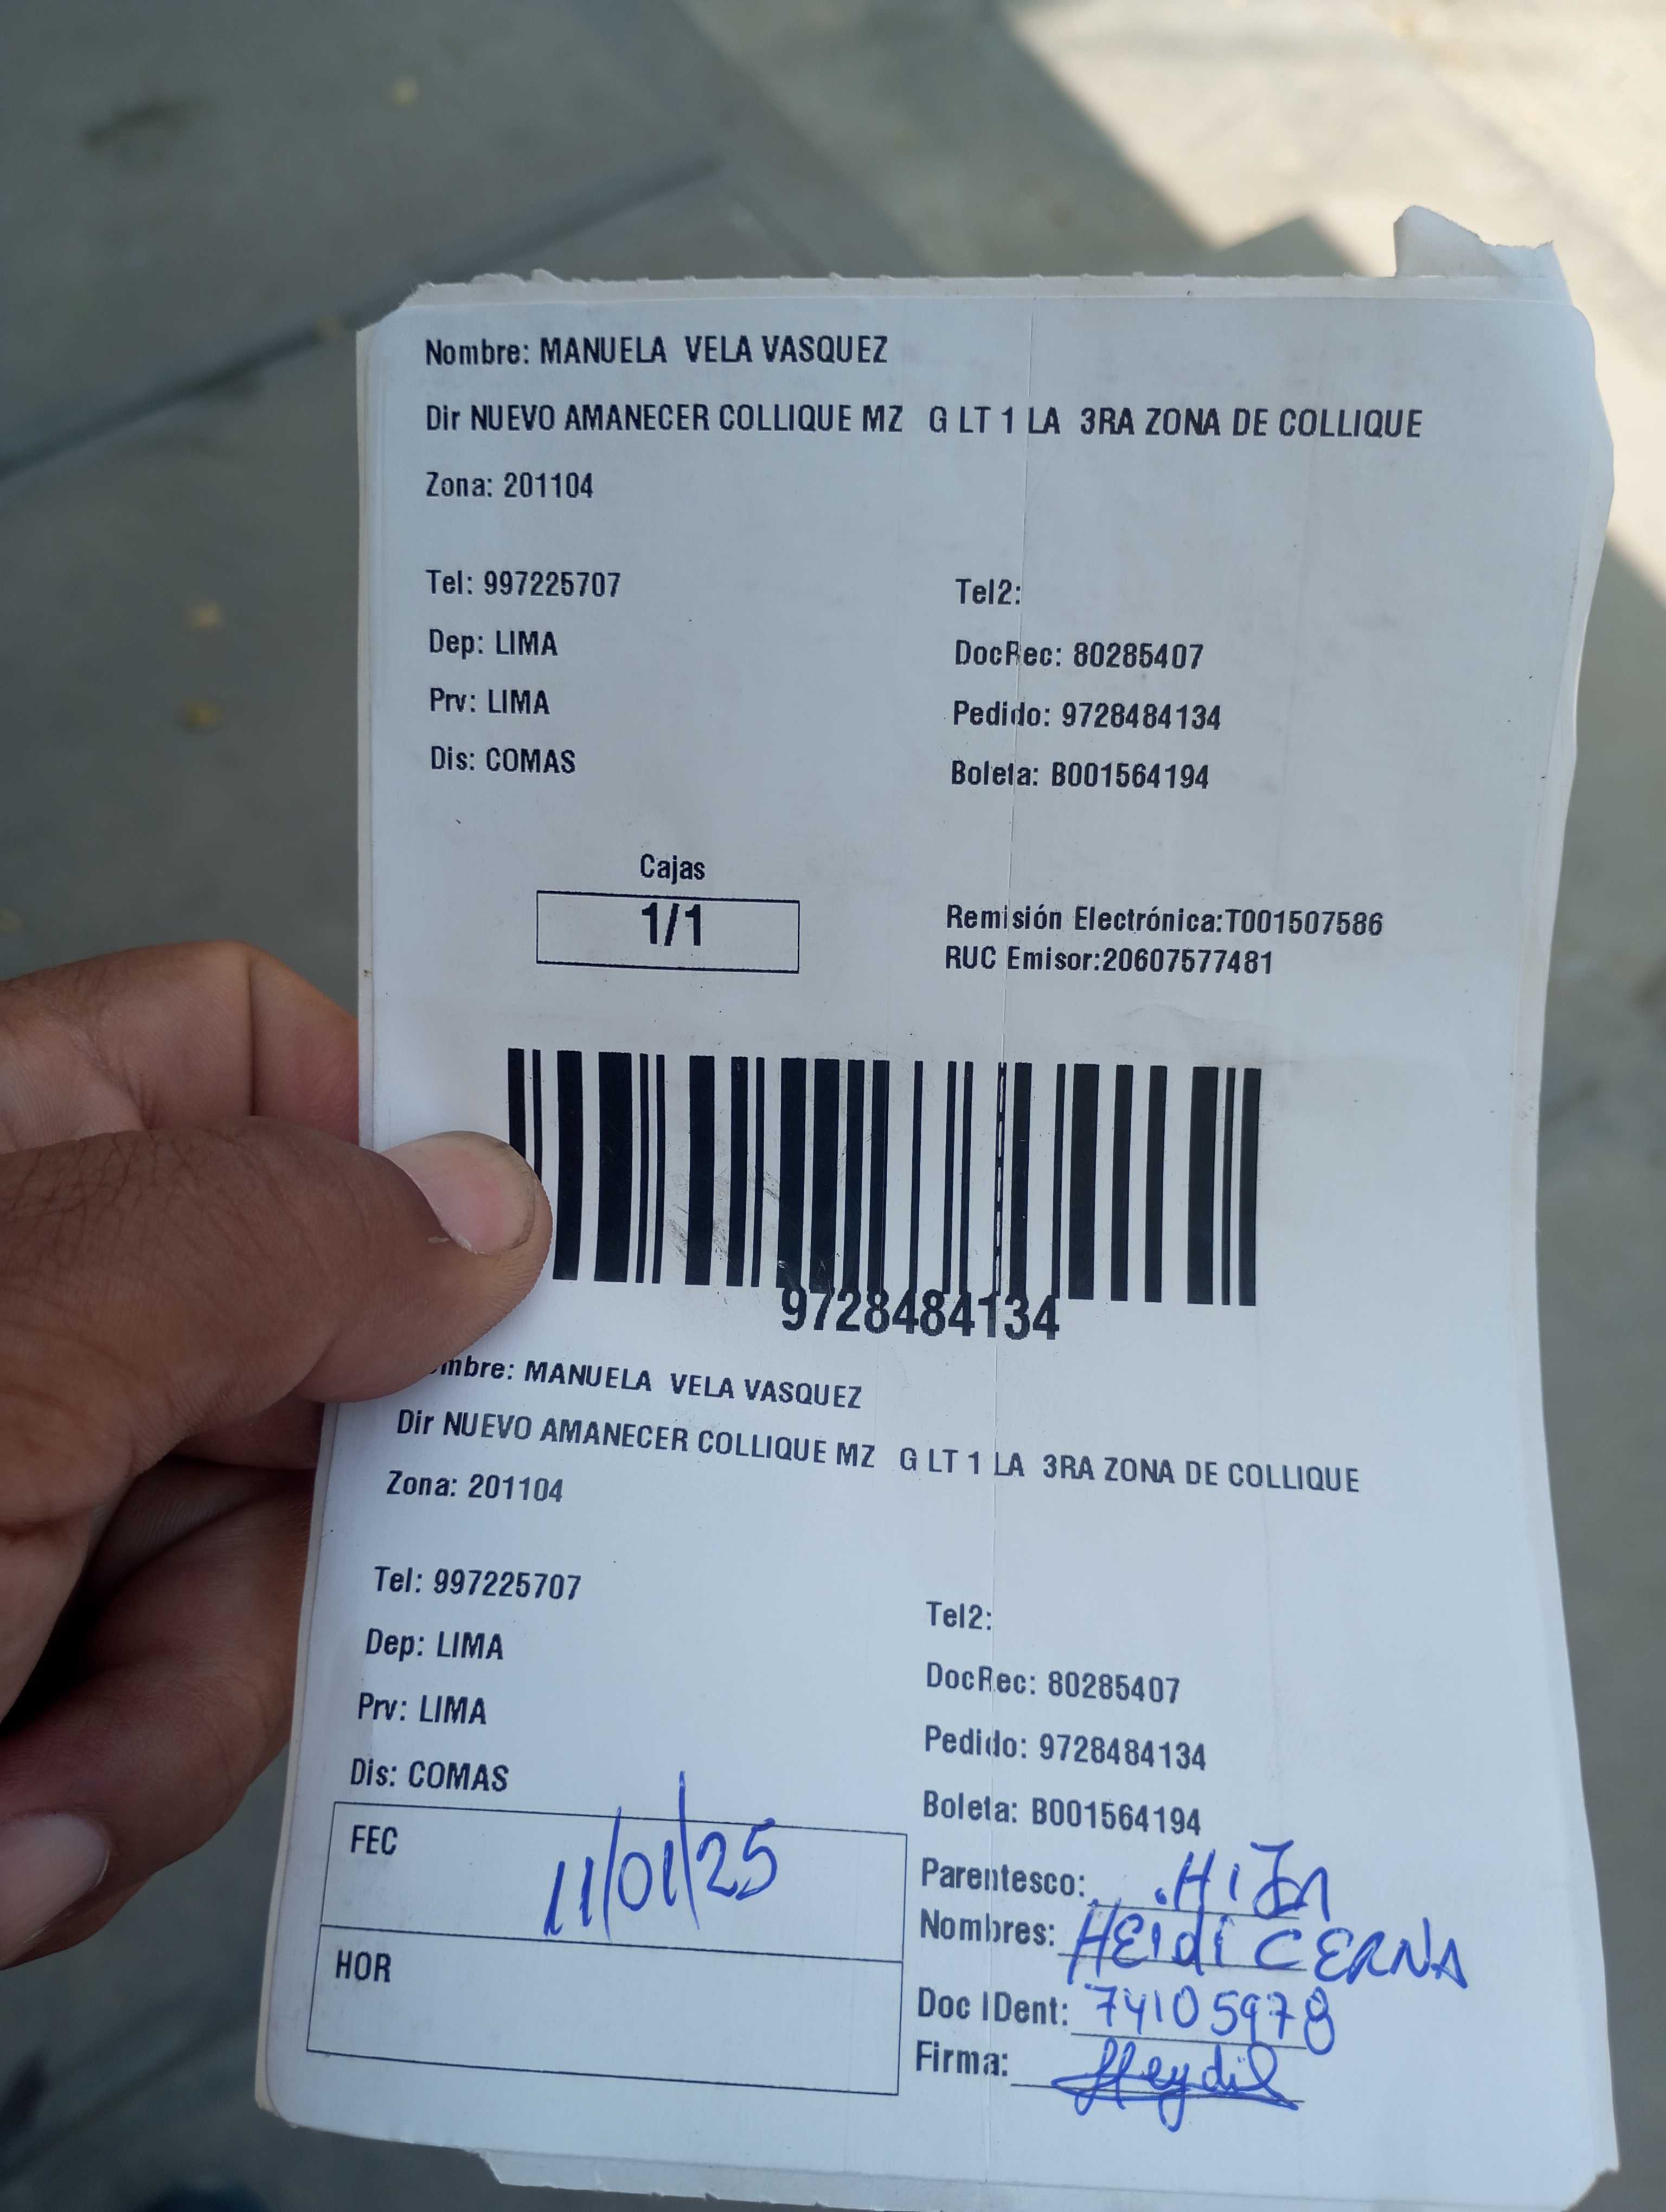 Nombre: MANUELA VELA VASQUEZ
Dir NUEVO AMANECER COLLIQUE MZ G LT 1 LA 3RA ZONA DE COLLIQUE
Zona: 201104
Tel: 997225707
Tel2:
Dep: LIMA
DocRec: 80285407
Prv: LIMA
Pedido: 9728484134
Dis: COMAS
Boleta: B001564194
Cajas
1/1
Remisión Electrónica:T001507586
RUC Emisor:20607577481
9728484134
mbre: MANUELA VELA VASQUEZ
Dir NUEVO AMANECER COLLIQUE MZ G LT 1 LA 3RA ZONA DE COLLIQUE
Zona: 201104
Tel: 997225707
Tel2:
Dep: LIMA
DocRec: 80285407
Prv: LIMA
Pedido: 9728484134
Dis: COMAS
Boleta: B001564194
FEC 11/01/25
HOR
Parentesco: HIJA
Nombres: HEIdi CERNA
Doc IDent: 74105978
Firma: